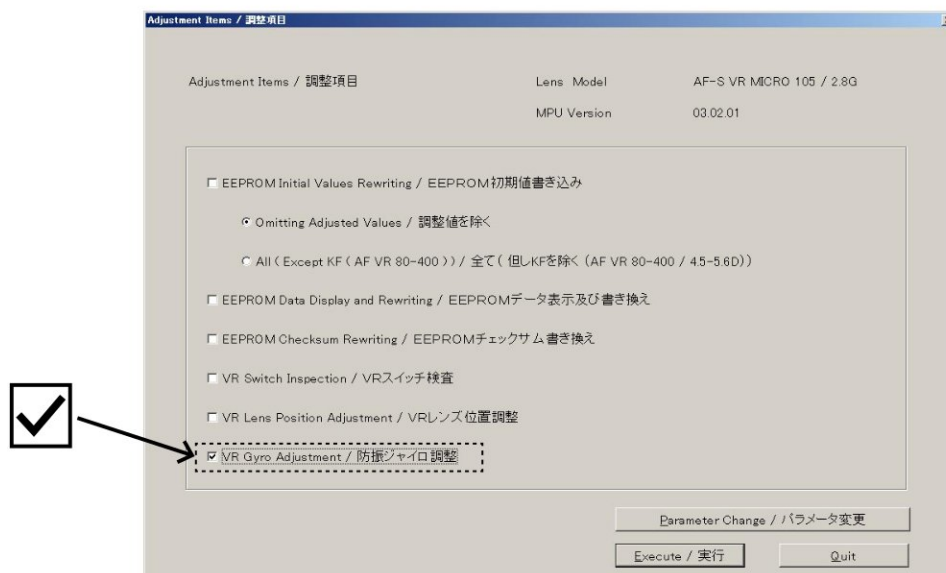 Adjustment Items / 調整項目
Adjustment Items / 調整項目 Lens Model AF-S VR MICRO 105 / 2.8G
MPU Version 03.02.01
EEPROM Initial Values Rewriting / EEPROM初期値書き込み
Omitting Adjusted Values / 調整値を除く
All ( Except KF ( AF VR 80-400 ) ) / 全て( 但しKFを除く (AF VR 80-400 / 4.5-5.6D))
EEPROM Data Display and Rewriting / EEPROMデータ表示及び書き換え
EEPROM Checksum Rewriting / EEPROMチェックサム書き換え
VR Switch Inspection / VRスイッチ検査
VR Lens Position Adjustment / VRレンズ位置調整
VR Gyro Adjustment / 防振ジャイロ調整
Parameter Change / パラメータ変更
Execute / 実行 Quit